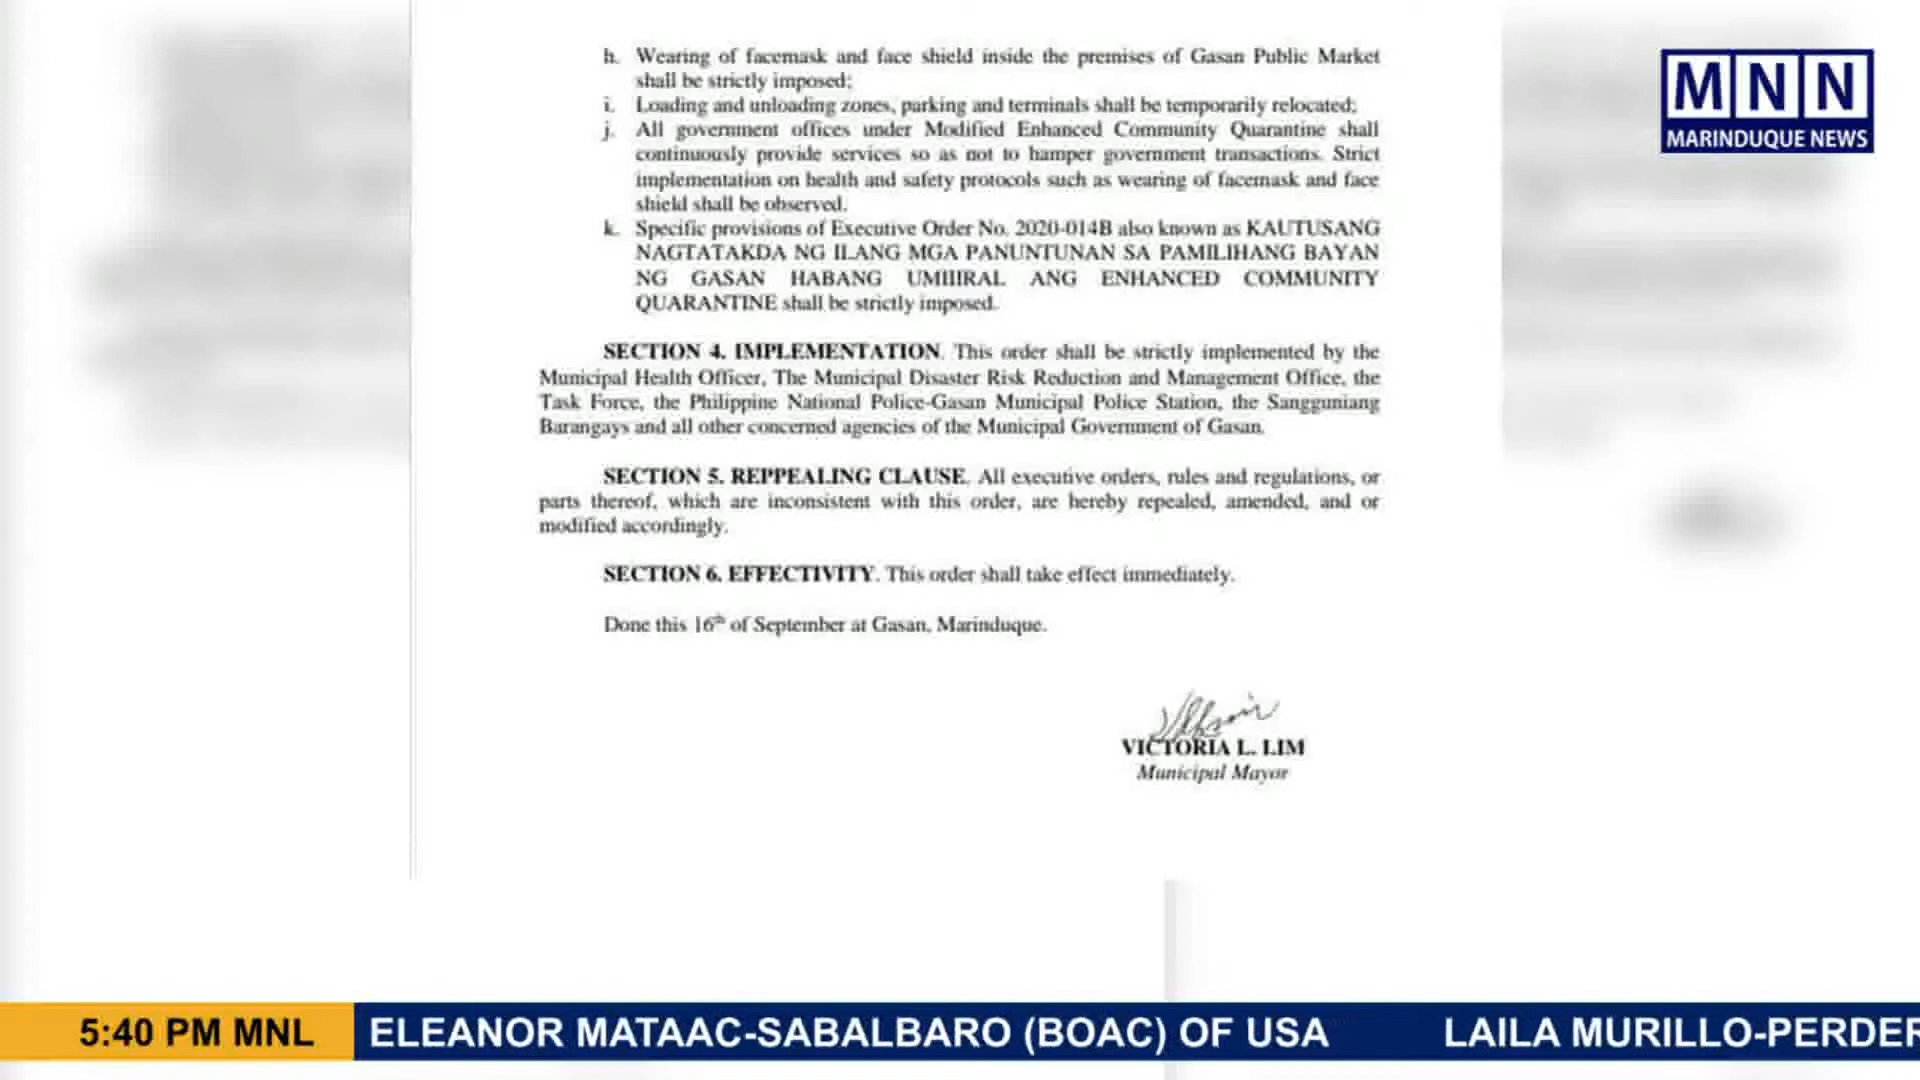 h. Wearing of facemask and face shield inside the premises of Gasan Public Market
shall be strictly imposed;
i. Loading and unloading zones, parking and terminals shall be temporarily relocated;
j. All government offices under Modified Enhanced Community Quarantine shall
continuously provide services so as not to hamper government transactions. Strict
implementation on health and safety protocols such as wearing of facemask and face
shield shall be observed.
k. Specific provisions of Executive Order No. 2020-014B also known as KAUTUSANG
NAGTATAKDA NG ILANG MGA PANUNTUNAN SA PAMILIHANG BAYAN
NG GASAN HABANG UMIIIRAL ANG ENHANCED COMMUNITY
QUARANTINE shall be strictly imposed.
SECTION 4. IMPLEMENTATION. This order shall be strictly implemented by the
Municipal Health Officer, The Municipal Disaster Risk Reduction and Management Office, the
Task Force, the Philippine National Police-Gasan Municipal Police Station, the Sangguniang
Barangays and all other concerned agencies of the Municipal Government of Gasan.
SECTION 5. REPPEALING CLAUSE. All executive orders, rules and regulations, or
parts thereof, which are inconsistent with this order, are hereby repealed, amended, and or
modified accordingly.
SECTION 6. EFFECTIVITY. This order shall take effect immediately.
Done this 16th of September at Gasan, Marinduque.
VICTORIA L. LIM
Municipal Mayor
MNN
MARINDUQUE NEWS
5:40 PM MNL
ELEANOR MATAAC-SABALBARO (BOAC) OF USA LAILA MURILLO-PERDER